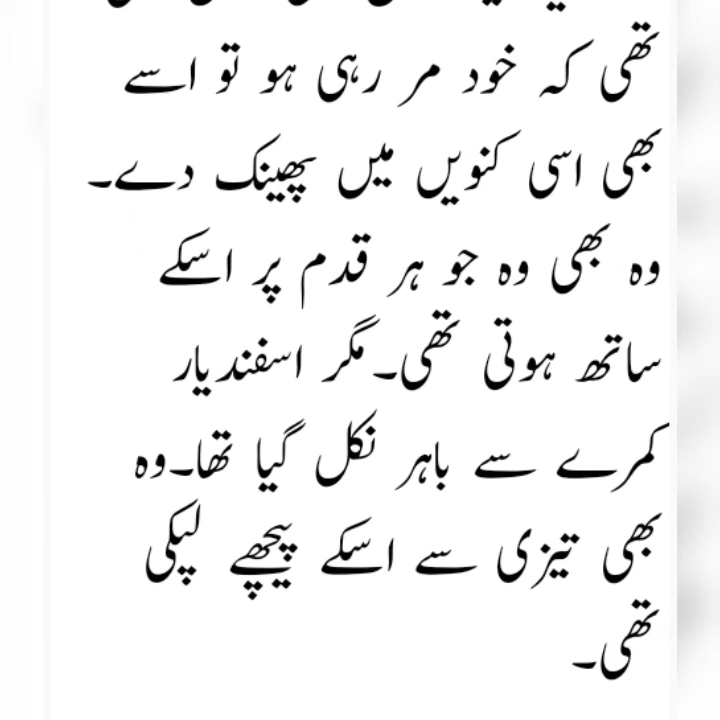 تھی کہ خود مر رہی ہو تو اسے
بھی اسی کنویں میں پھینک دے۔
وہ بھی وہ جو ہر قدم پر اسکے
ساتھ ہوتی تھی۔مگر اسفندیار
کمرے سے باہر نکل گیا تھا۔وہ
بھی تیزی سے اسکے پیچھے لپکی
تھی۔